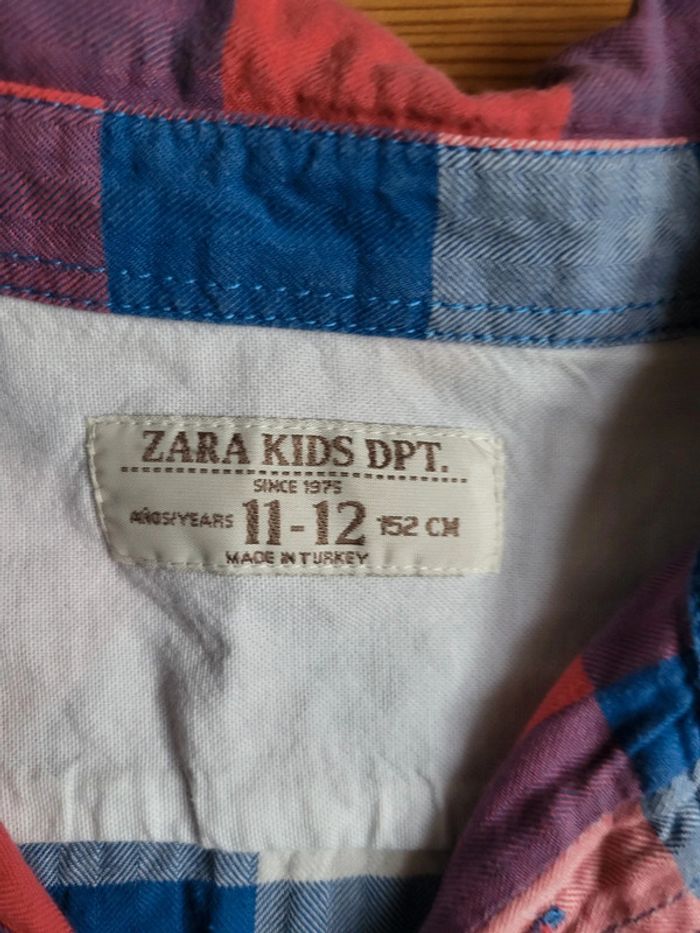 ZARA KIDS DPT.
SINCE 1975
AÑOS/YEARS 11-12 152 CM
MADE IN TURKEY